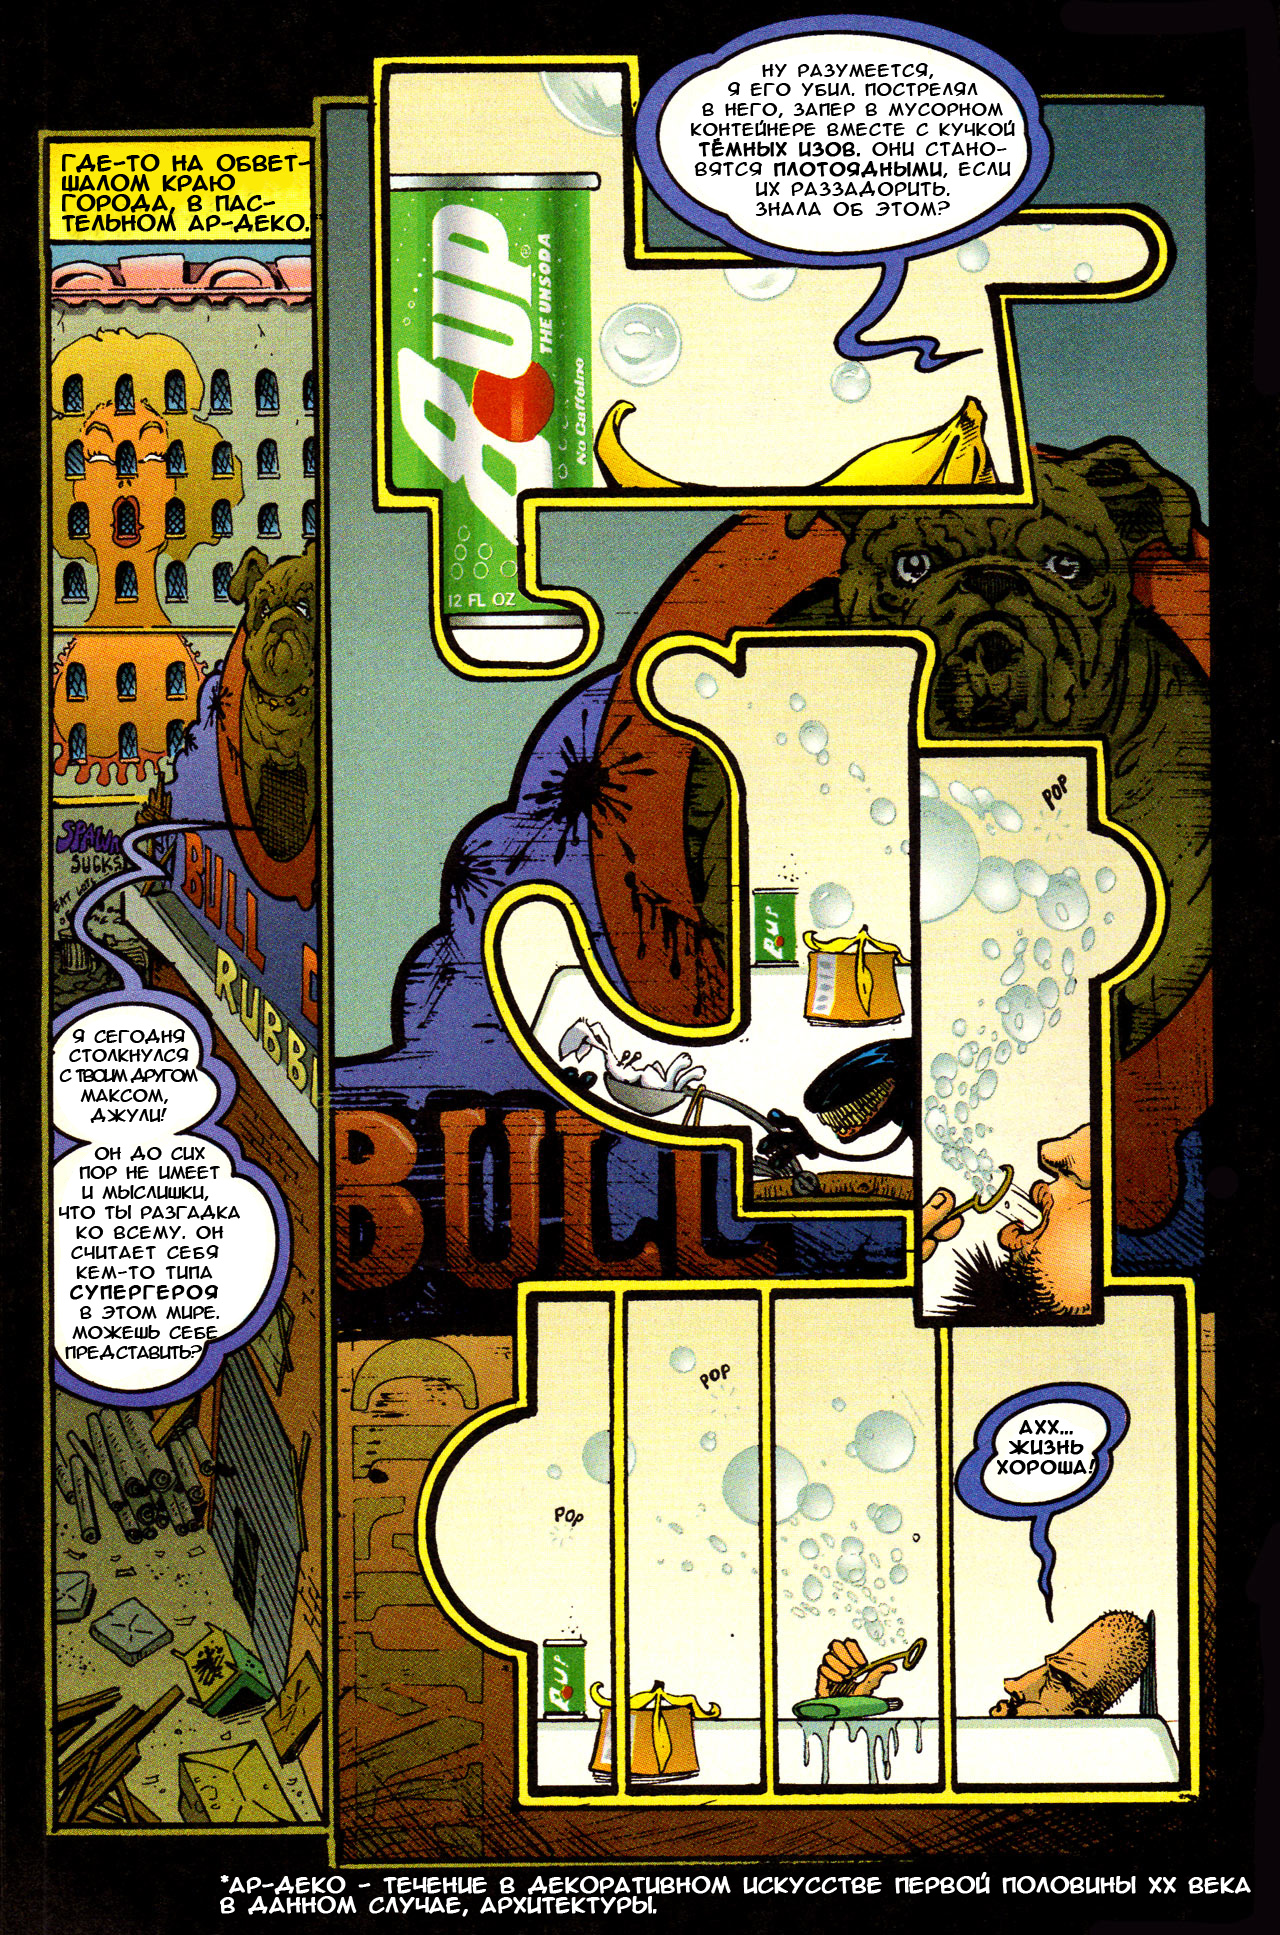 ГДЕ-ТО НА ОБВЕТ-
ШАЛОМ КРАЮ
ГОРОДА, В ПАС-
ТЕЛЬНОМ АР-ДЕКО.
SPAWN
SUCKS
EAT
BULL
RUBB
Я СЕГОДНЯ
СТОЛКНУЛСЯ
С ТВОИМ ДРУГОМ
МАКСОМ,
ДЖУЛИ!
ОН ДО СИХ
ПОР НЕ ИМЕЕТ
И МЫСЛИШКИ,
ЧТО ТЫ РАЗГАДКА
КО ВСЕМУ. ОН
СЧИТАЕТ СЕБЯ
КЕМ-ТО ТИПА
СУПЕРГЕРОЯ
В ЭТОМ МИРЕ.
МОЖЕШЬ СЕБЕ
ПРЕДСТАВИТЬ?
НУ РАЗУМЕЕТСЯ,
Я ЕГО УБИЛ. ПОСТРЕЛЯЛ
В НЕГО, ЗАПЕР В МУСОРНОМ
КОНТЕЙНЕРЕ ВМЕСТЕ С КУЧКОЙ
ТЁМНЫХ ИЗОВ. ОНИ СТАНО-
ВЯТСЯ ПЛОТОЯДНЫМИ, ЕСЛИ
ИХ РАЗЗАДОРИТЬ.
ЗНАЛА ОБ ЭТОМ?
8UP
THE UNSODA
No Caffeine
12 FL OZ
POP
8UP
BULL
POP
POP
8UP
АХХ...
ЖИЗНЬ
ХОРОША!
*АР-ДЕКО - ТЕЧЕНИЕ В ДЕКОРАТИВНОМ ИСКУССТВЕ ПЕРВОЙ ПОЛОВИНЫ XX ВЕКА
В ДАННОМ СЛУЧАЕ, АРХИТЕКТУРЫ.